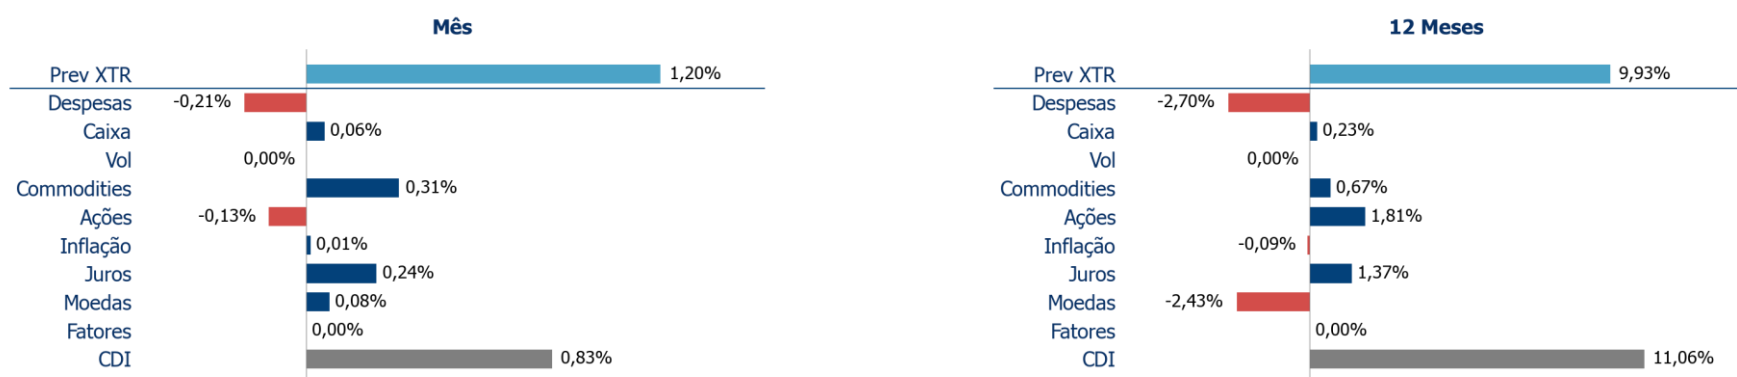 Mês
Prev XTR 1,20%
Despesas -0,21%
Caixa 0,06%
Vol 0,00%
Commodities 0,31%
Ações -0,13%
Inflação 0,01%
Juros 0,24%
Moedas 0,08%
Fatores 0,00%
CDI 0,83%
12 Meses
Prev XTR 9,93%
Despesas -2,70%
Caixa 0,23%
Vol 0,00%
Commodities 0,67%
Ações 1,81%
Inflação -0,09%
Juros 1,37%
Moedas -2,43%
Fatores 0,00%
CDI 11,06%